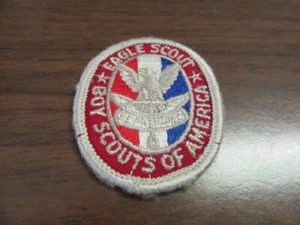 ★ EAGLE SCOUT ★
BOY SCOUTS OF AMERICA